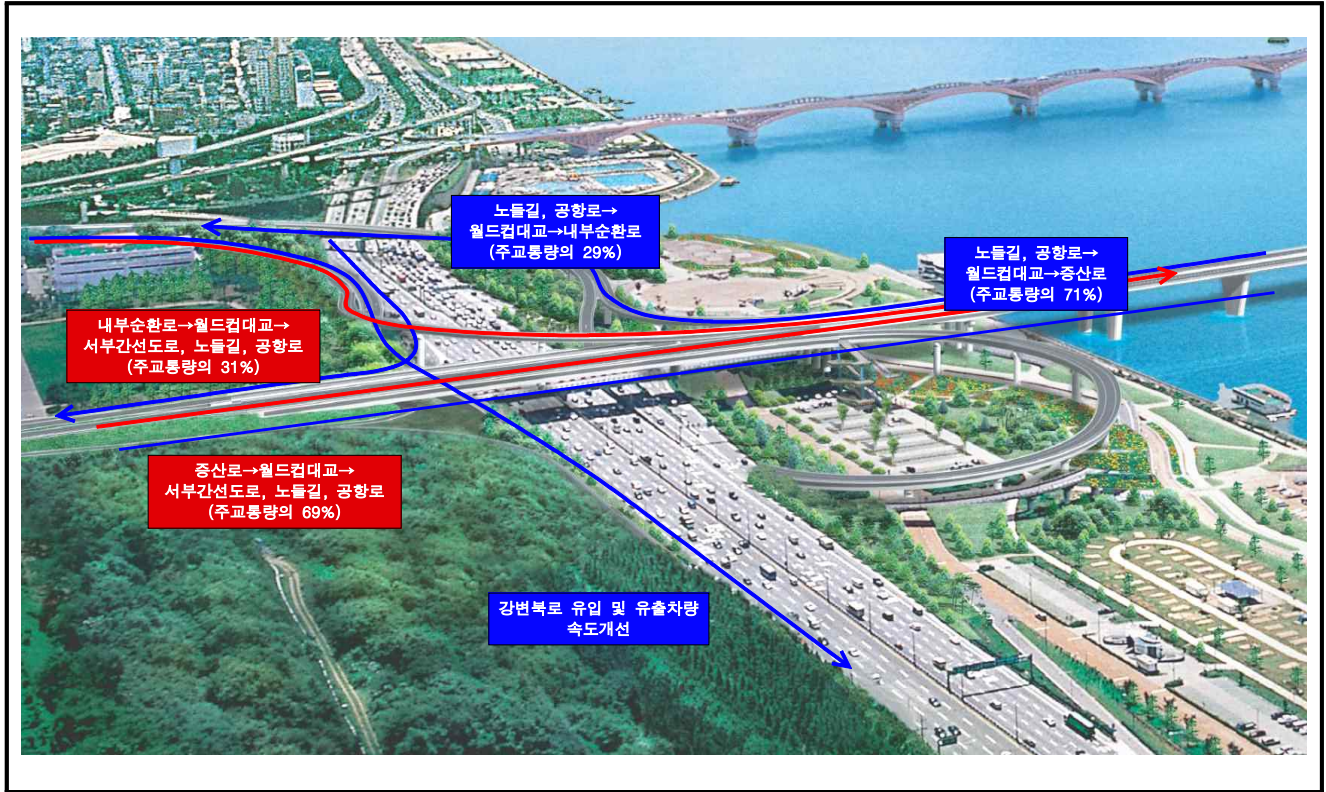 노들길, 공항로→
월드컵대교→내부순환로
(주교통량의 29%)
노들길, 공항로→
월드컵대교→증산로
(주교통량의 71%)
내부순환로→월드컵대교→
서부간선도로, 노들길, 공항로
(주교통량의 31%)
증산로→월드컵대교→
서부간선도로, 노들길, 공항로
(주교통량의 69%)
강변북로 유입 및 유출차량
속도개선